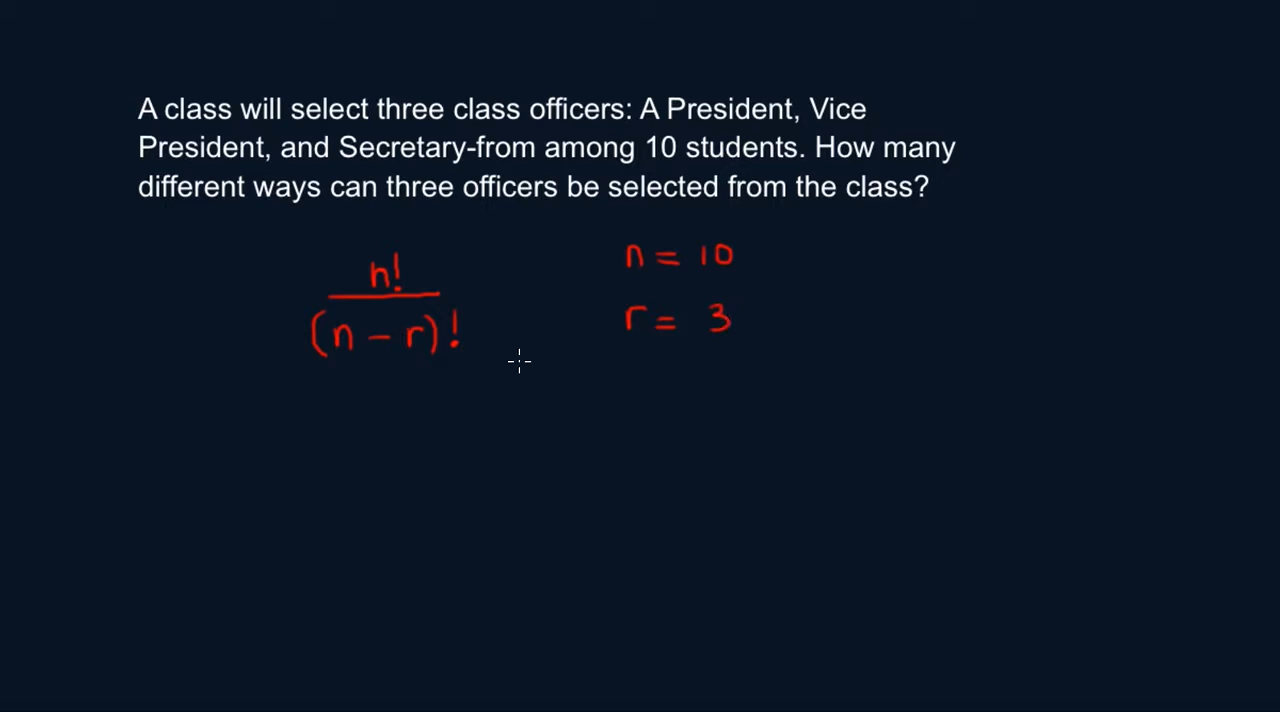 A class will select three class officers: A President, Vice
President, and Secretary-from among 10 students. How many
different ways can three officers be selected from the class?
n!
(n - r)!
n = 10
r = 3